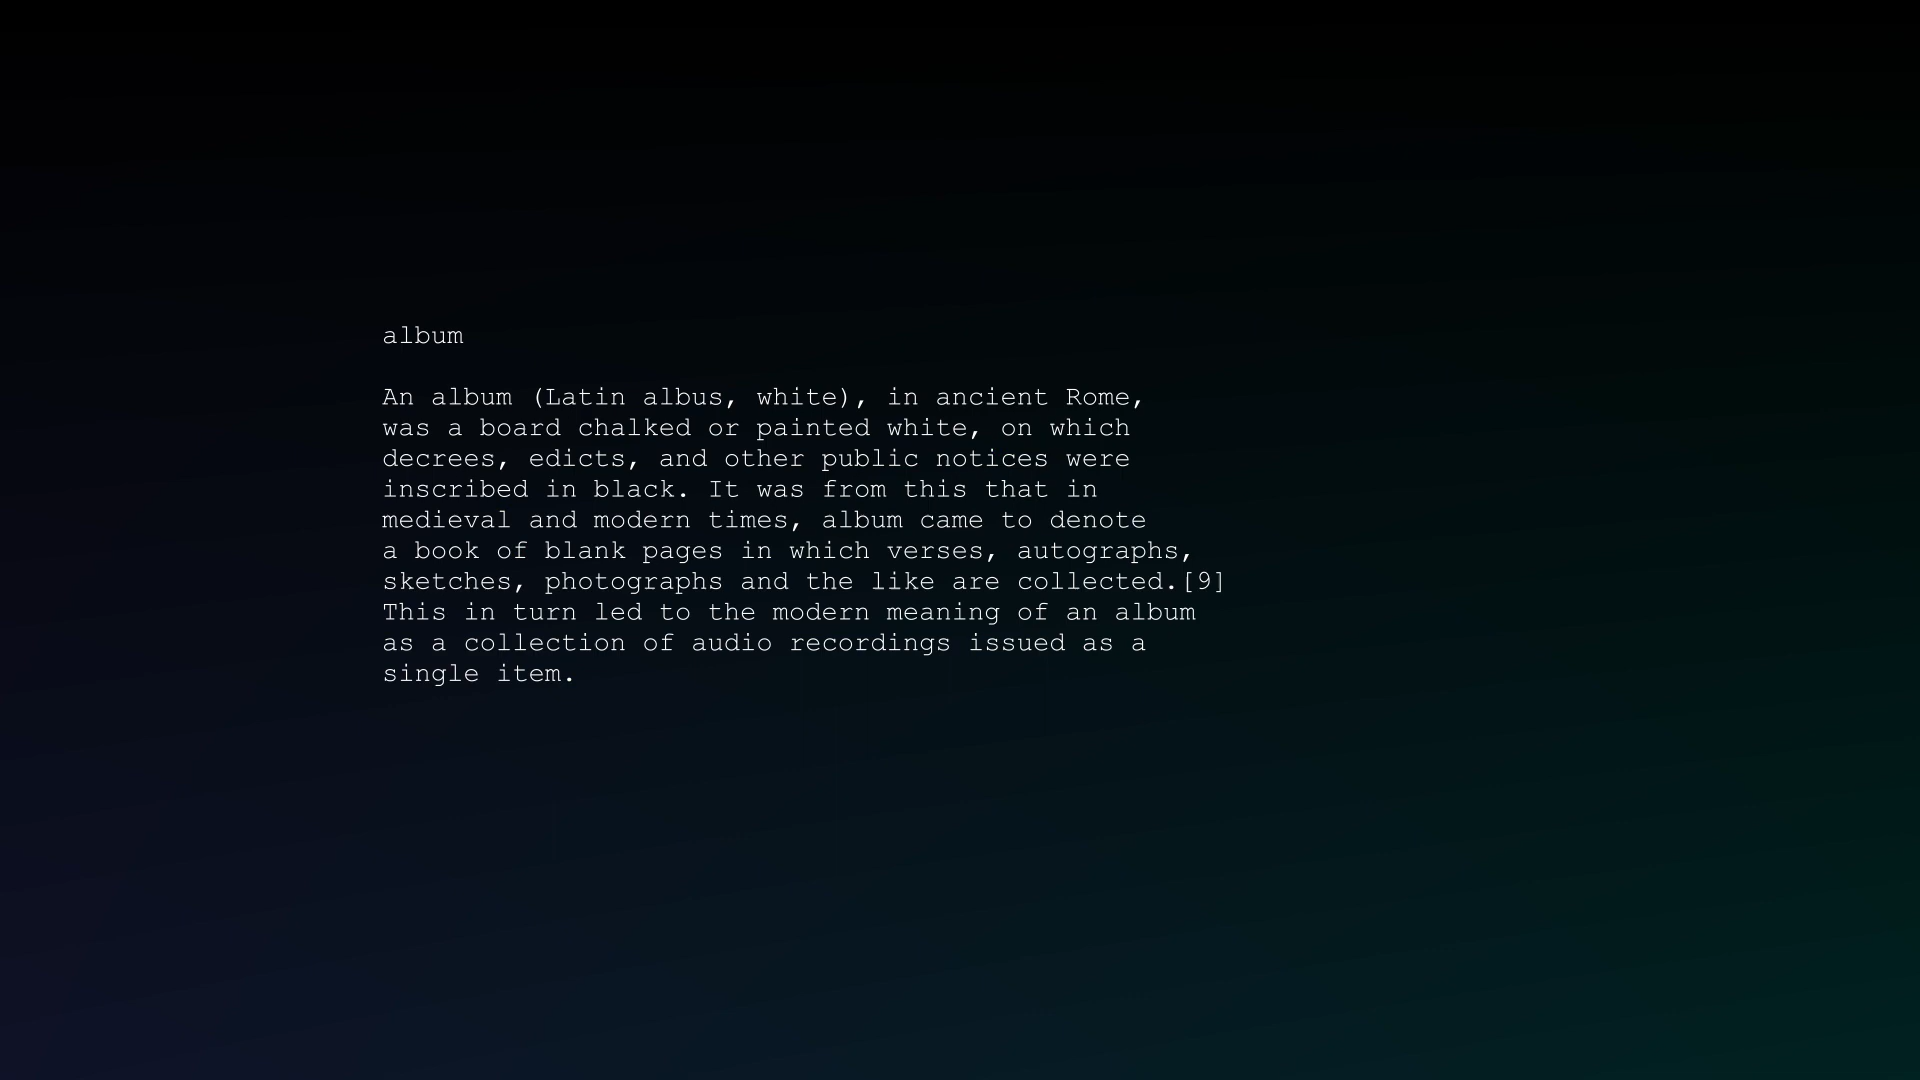 album
An album (Latin albus, white), in ancient Rome,
was a board chalked or painted white, on which
decrees, edicts, and other public notices were
inscribed in black. It was from this that in
medieval and modern times, album came to denote
a book of blank pages in which verses, autographs,
sketches, photographs and the like are collected.[9]
This in turn led to the modern meaning of an album
as a collection of audio recordings issued as a
single item.